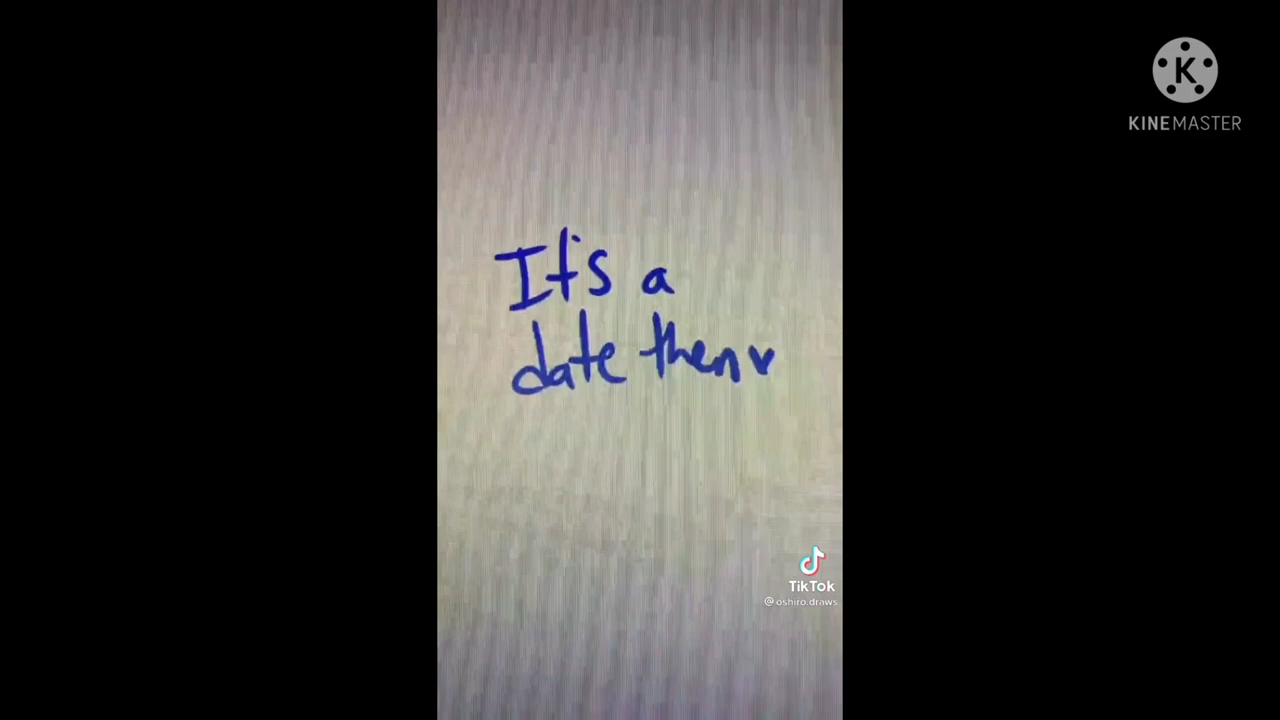 K
KINEMASTER
It's a
date then♥
TikTok
@oshiro.draws